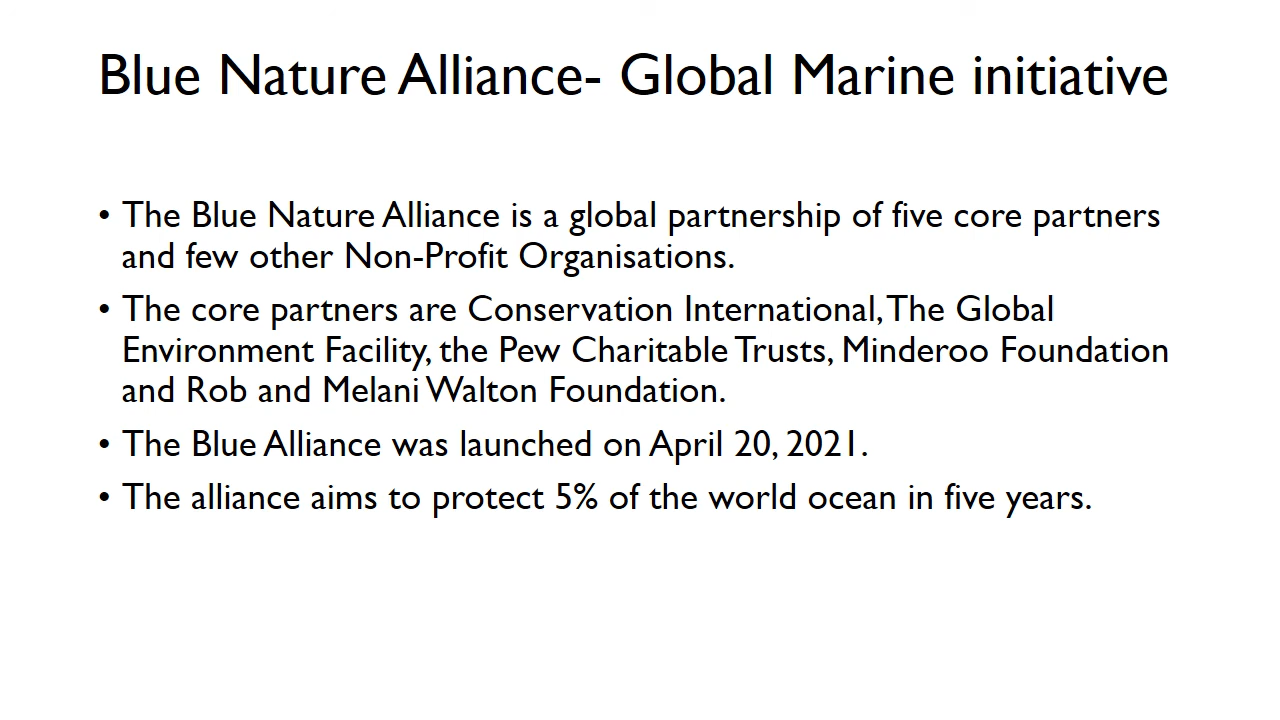 Blue Nature Alliance- Global Marine initiative
• The Blue Nature Alliance is a global partnership of five core partners
and few other Non-Profit Organisations.
• The core partners are Conservation International, The Global
Environment Facility, the Pew Charitable Trusts, Minderoo Foundation
and Rob and Melani Walton Foundation.
• The Blue Alliance was launched on April 20, 2021.
• The alliance aims to protect 5% of the world ocean in five years.